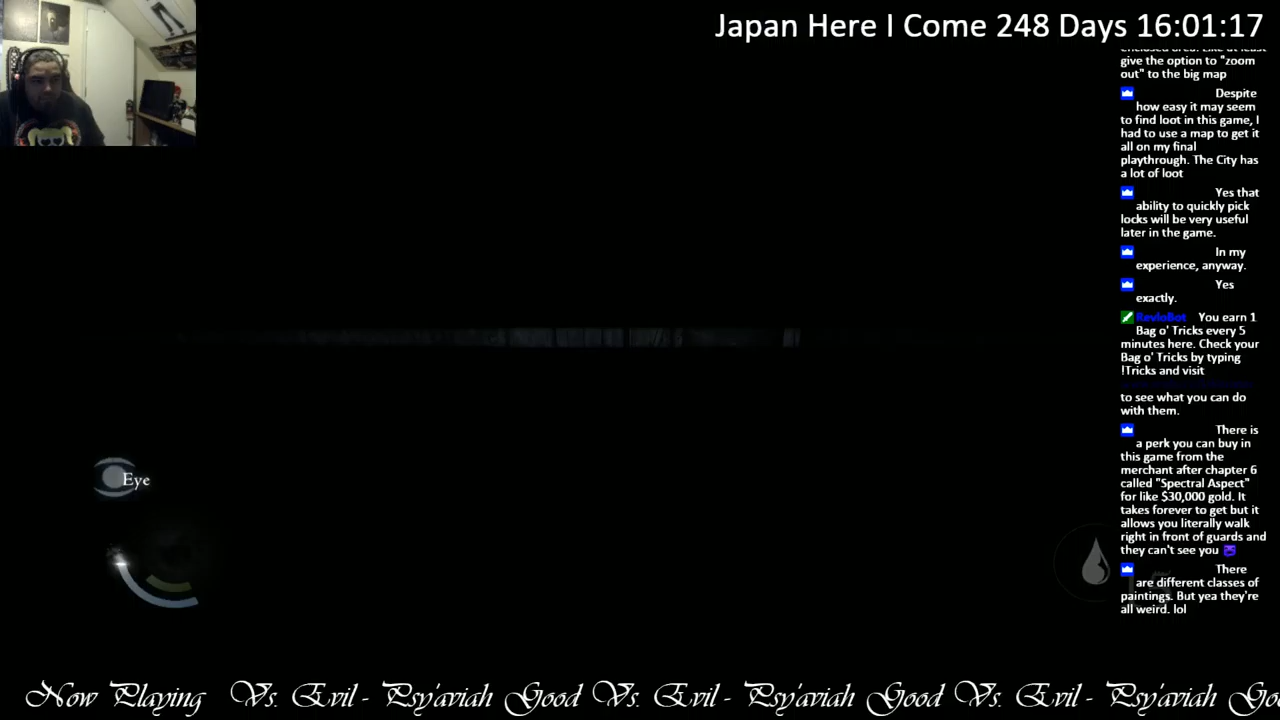 Japan Here I Come 248 Days 16:01:17
give the option to "zoom
out" to the big map
Despite
how easy it may seem
to find loot in this game, I
had to use a map to get it
all on my final
playthrough. The City has
a lot of loot
Yes that
ability to quickly pick
locks will be very useful
later in the game.
In my
experience, anyway.
Yes
exactly.
RevloBot You earn 1
Bag o' Tricks every 5
minutes here. Check your
Bag o' Tricks by typing
!Tricks and visit
to see what you can do
with them.
There is
a perk you can buy in
this game from the
merchant after chapter 6
called "Spectral Aspect"
for like $30,000 gold. It
takes forever to get but it
allows you literally walk
right in front of guards and
they can't see you
There
are different classes of
paintings. But yea they're
all weird. lol
Eye
Now Playing Vs. Evil - Psy'aviah Good Vs. Evil - Psy'aviah Good Vs. Evil - Psy'aviah Go